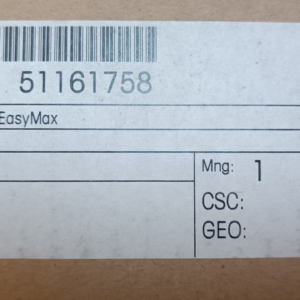 51161758
EasyMax
Mng: 1
CSC:
GEO: